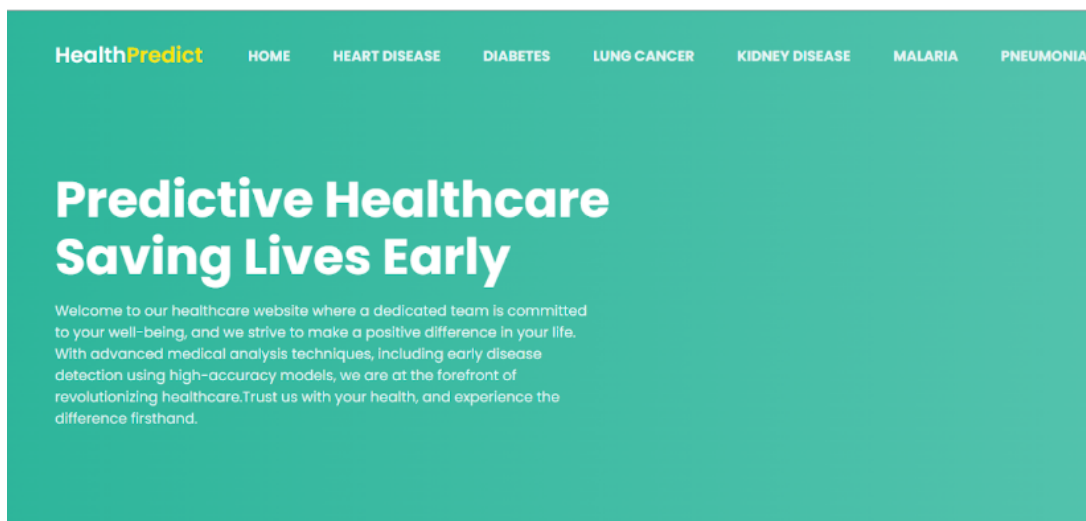 HealthPredict HOME HEART DISEASE DIABETES LUNG CANCER KIDNEY DISEASE MALARIA PNEUMONIA
Predictive Healthcare
Saving Lives Early
Welcome to our healthcare website where a dedicated team is committed
to your well-being, and we strive to make a positive difference in your life.
With advanced medical analysis techniques, including early disease
detection using high-accuracy models, we are at the forefront of
revolutionizing healthcare.Trust us with your health, and experience the
difference firsthand.